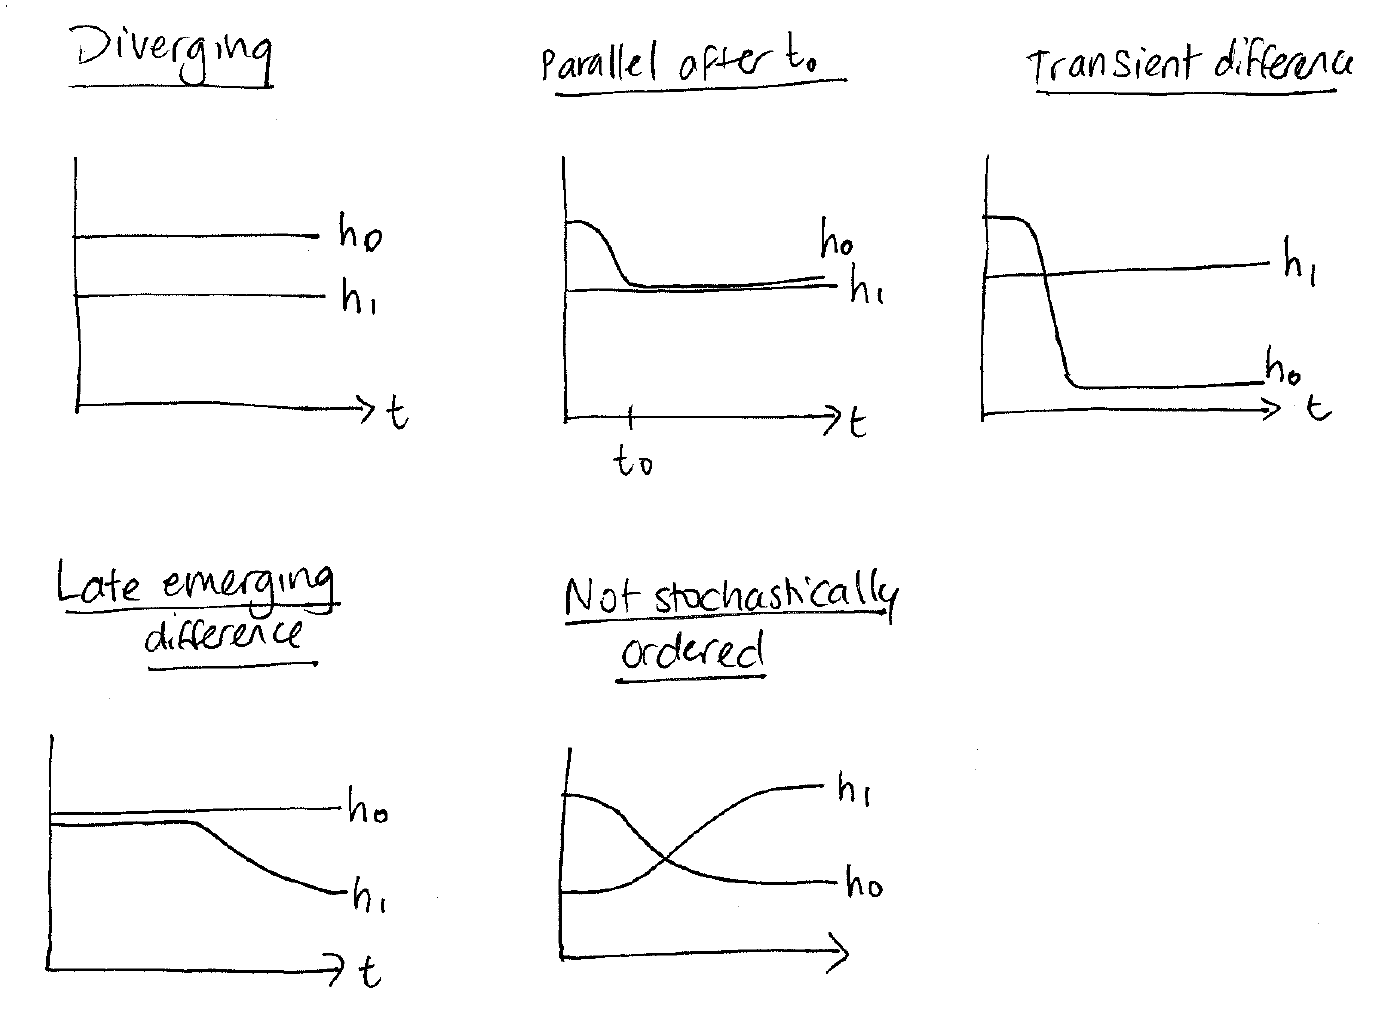 Diverging
Parallel after t₀
Transient difference
h₀
h₁
t
h₀
h₁
t
t₀
h₁
h₀
t
Late emerging
difference
Not stochastically
ordered
h₀
h₁
t
h₁
h₀